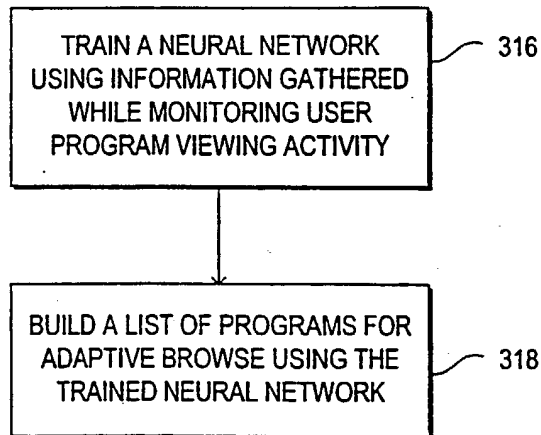 TRAIN A NEURAL NETWORK
USING INFORMATION GATHERED
WHILE MONITORING USER
PROGRAM VIEWING ACTIVITY
316
BUILD A LIST OF PROGRAMS FOR
ADAPTIVE BROWSE USING THE
TRAINED NEURAL NETWORK
318